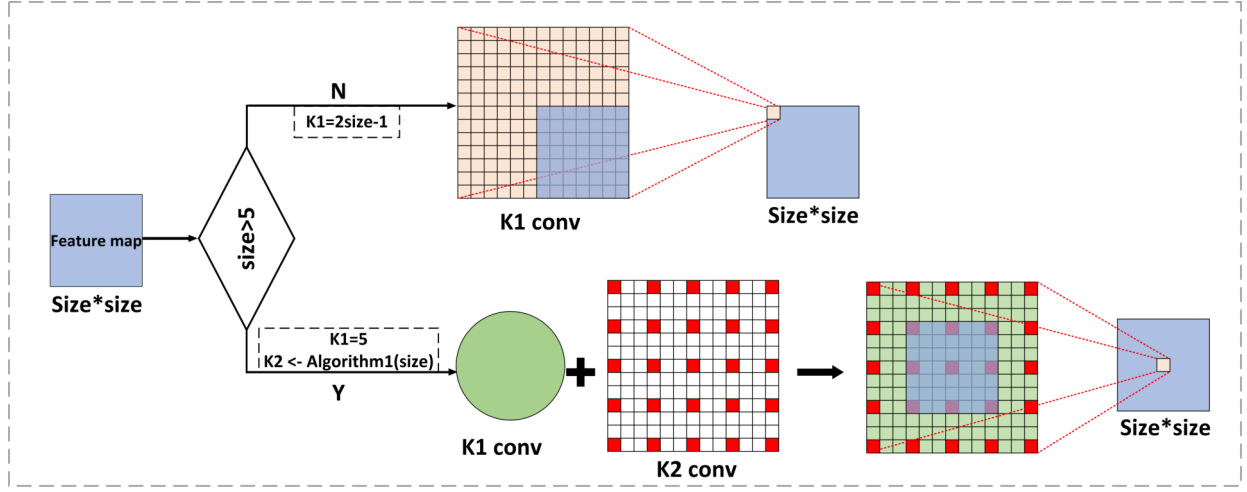 N
K1=2size-1
K1 conv
Size*size
Feature map
Size*size
size>5
K1=5
K2 <- Algorithm1(size)
Y
K1 conv
K2 conv
Size*size